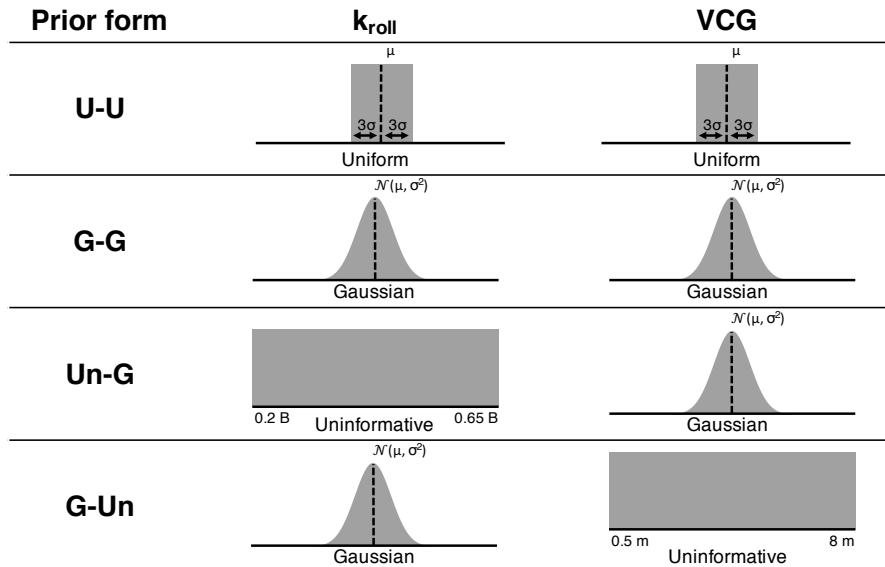 Prior form k_roll VCG
μ μ
U-U
3σ 3σ 3σ 3σ
Uniform Uniform
𝒩(μ, σ²) 𝒩(μ, σ²)
G-G
Gaussian Gaussian
𝒩(μ, σ²)
Un-G
0.2 B Uninformative 0.65 B
Gaussian
𝒩(μ, σ²)
G-Un
0.5 m Uninformative 8 m
Gaussian